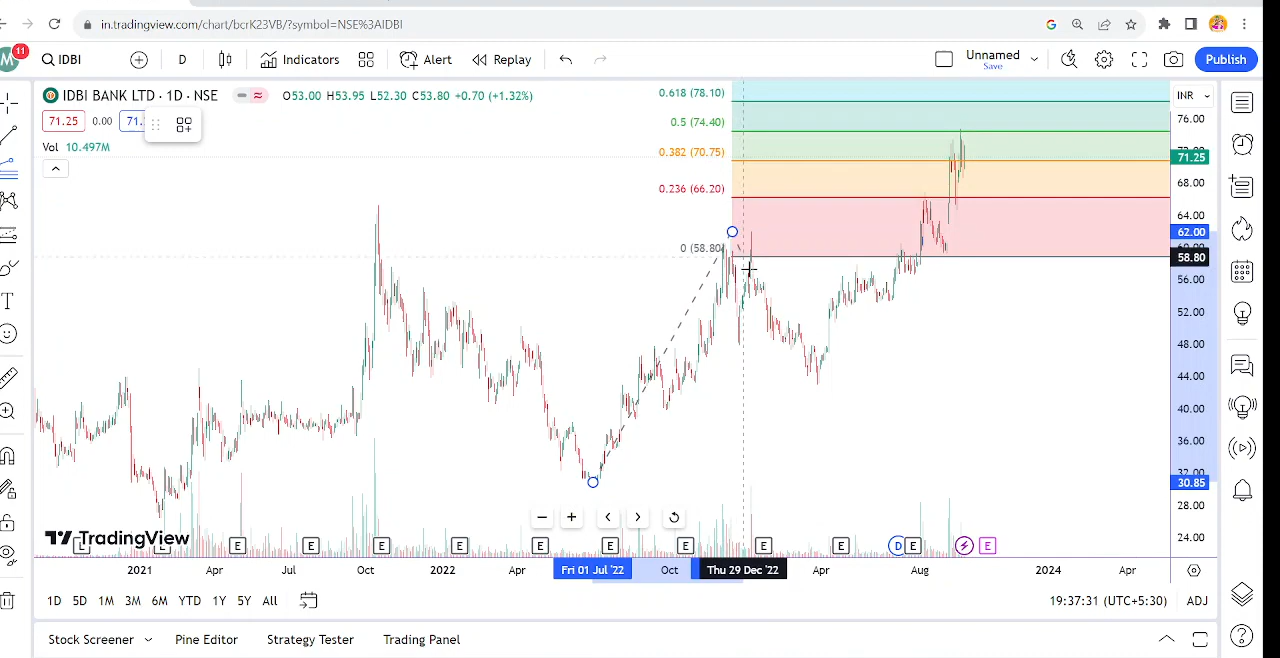 in.tradingview.com/chart/bcrK23VB/?symbol=NSE%3AIDBI
M 11 IDBI D Indicators Alert Replay Unnamed Save Publish
IDBI BANK LTD · 1D · NSE O53.00 H53.95 L52.30 C53.80 +0.70 (+1.32%)
71.25 0.00 71.
Vol 10.497M
0.618 (78.10)
0.5 (74.40)
0.382 (70.75)
0.236 (66.20)
0 (58.80)
INR
76.00
71.25
68.00
64.00
62.00
58.80
56.00
52.00
48.00
44.00
40.00
36.00
32.00
30.85
28.00
24.00
TradingView
E E E E E E E E E D E E
2021 Apr Jul Oct 2022 Apr Fri 01 Jul '22 Oct Thu 29 Dec '22 Apr Aug 2024 Apr
1D 5D 1M 3M 6M YTD 1Y 5Y All 19:37:31 (UTC+5:30) ADJ
Stock Screener Pine Editor Strategy Tester Trading Panel